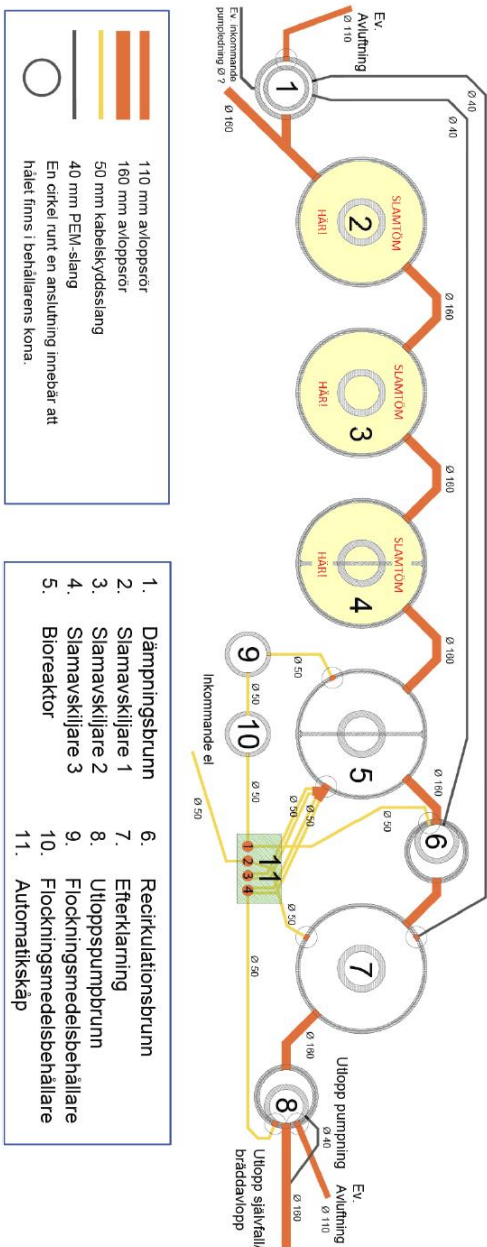 Ev.
Avluftning
Ø 110
Ev. inkommande
pumpledning Ø ?
Ø 160
1
Ø 40
Ø 40
2
SLAMTÖM
HÄR!
Ø 160
3
SLAMTÖM
HÄR!
Ø 160
4
SLAMTÖM
HÄR!
Ø 160
5
Ø 160
6
7
Ø 160
8
9
Ø 50
Ø 50
10
Ø 50
Inkommande el
Ø 50
11
1
2
3
4
Ø 50
Ø 50
Ø 50
Ø 50
Ø 50
Utlopp pumpning
Ø 40
Ev.
Avluftning
Ø 110
Ø 160
Utlopp självfall/
bräddavlopp
110 mm avloppsrör
160 mm avloppsrör
50 mm kabelskyddsslang
40 mm PEM-slang
En cirkel runt en anslutning innebär att
hålet finns i behållarens kona.
1. Dämpningsbrunn
2. Slamavskiljare 1
3. Slamavskiljare 2
4. Slamavskiljare 3
5. Bioreaktor
6. Recirkulationsbrunn
7. Efterklarning
8. Utloppspumpbrunn
9. Flockningsmedelsbehållare
10. Flockningsmedelsbehållare
11. Automatikskåp